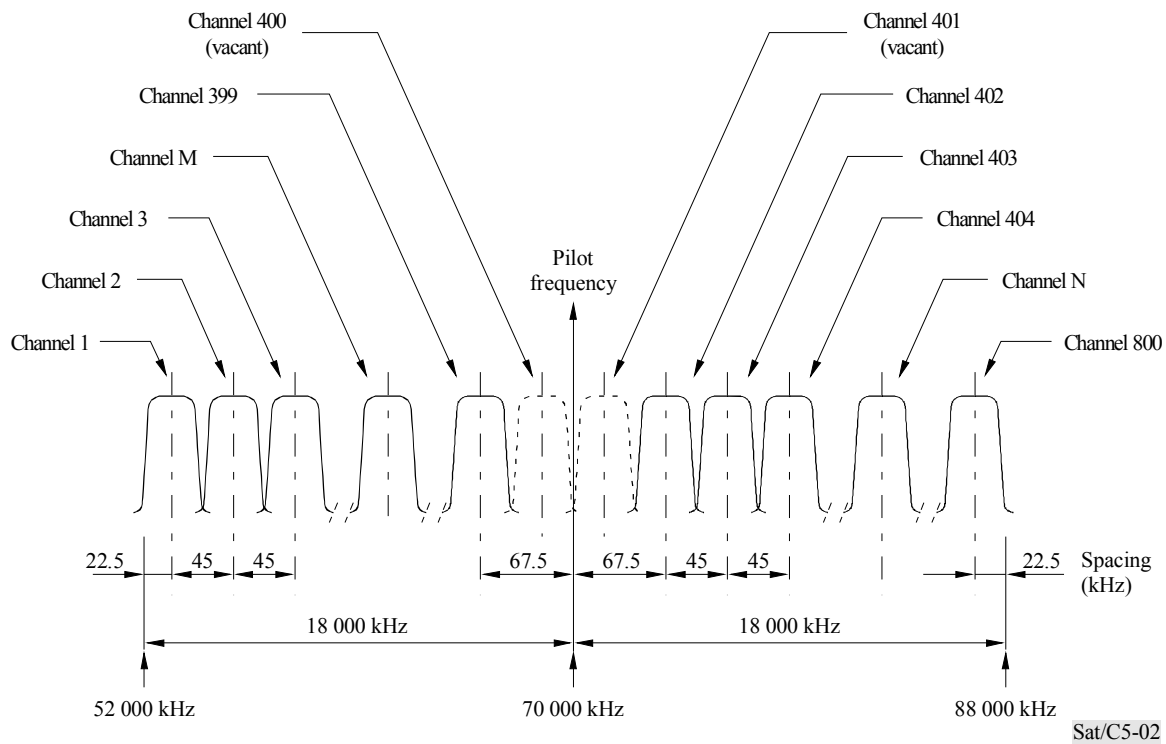 Channel 400
(vacant)
Channel 401
(vacant)
Channel 399
Channel 402
Channel M
Channel 403
Channel 3
Channel 404
Pilot
frequency
Channel 2
Channel N
Channel 1
Channel 800
22.5
45
45
67.5
67.5
45
45
22.5
Spacing
(kHz)
18 000 kHz
18 000 kHz
52 000 kHz
70 000 kHz
88 000 kHz
Sat/C5-02